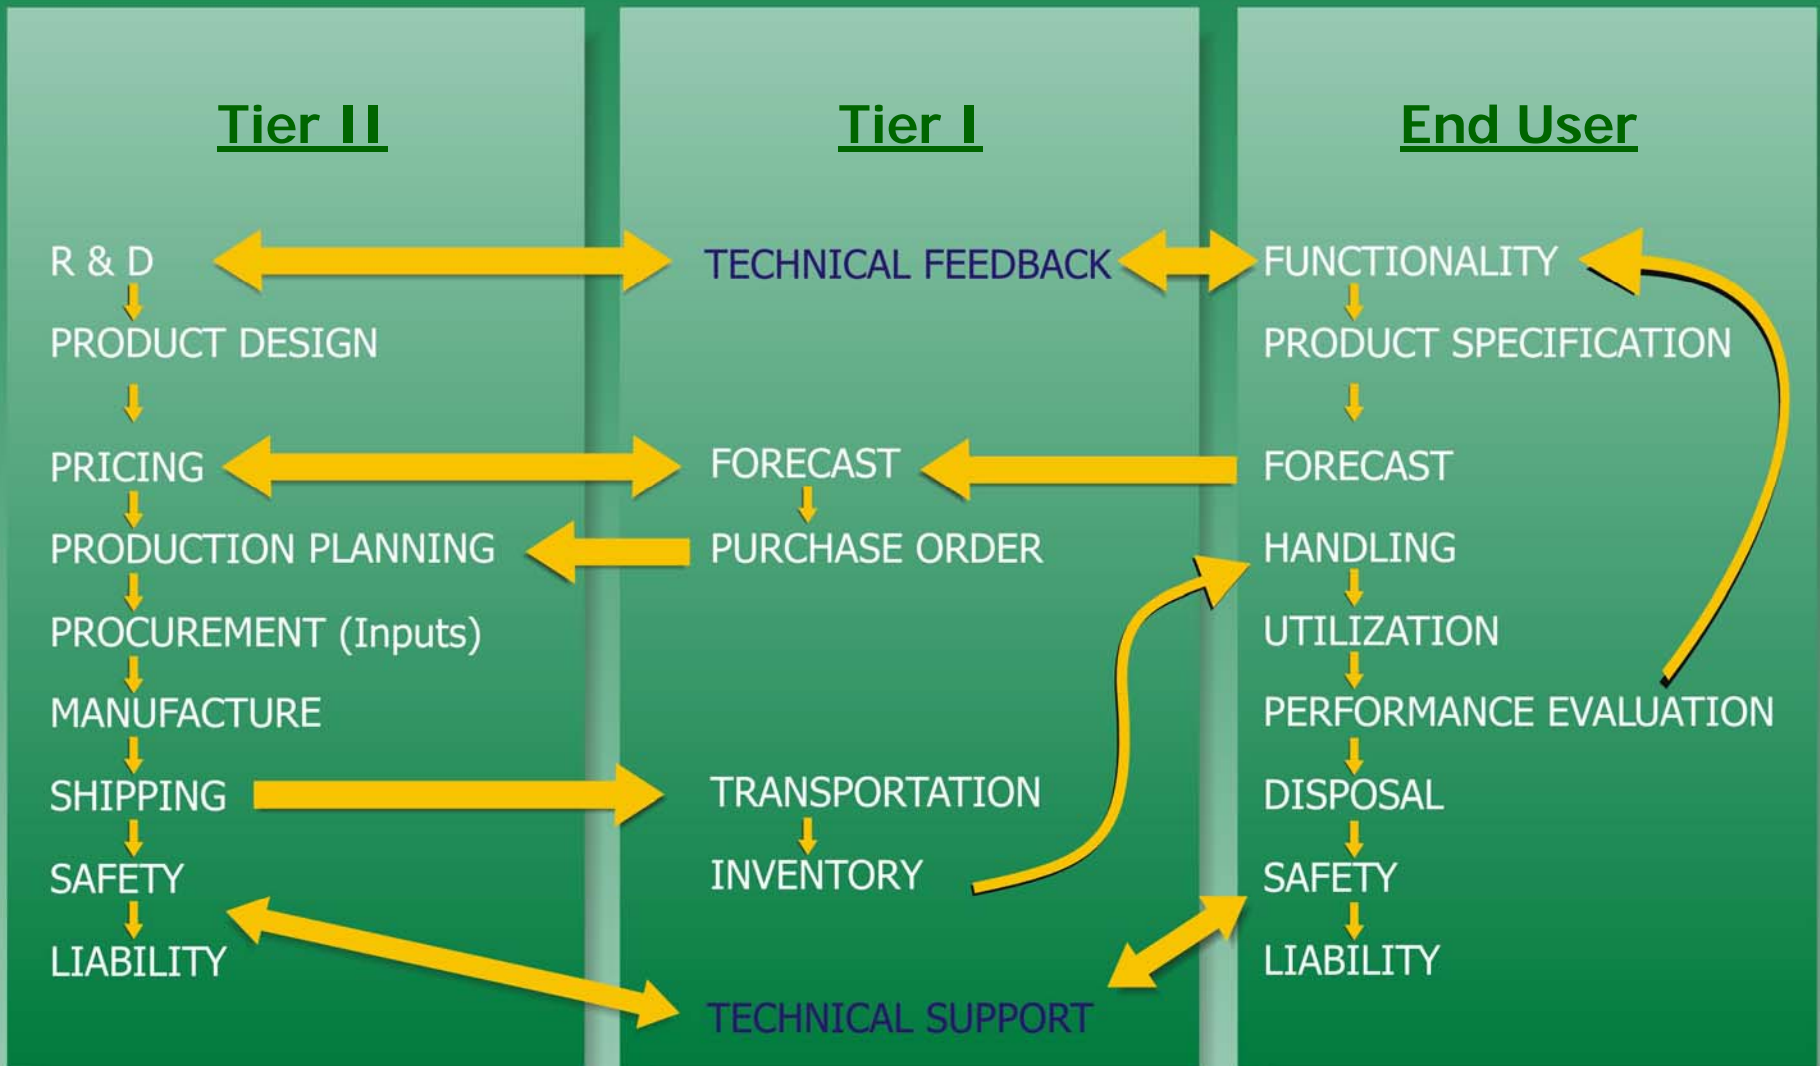 Tier II
R & D
PRODUCT DESIGN
PRICING
PRODUCTION PLANNING
PROCUREMENT (Inputs)
MANUFACTURE
SHIPPING
SAFETY
LIABILITY
Tier I
TECHNICAL FEEDBACK
FORECAST
PURCHASE ORDER
TRANSPORTATION
INVENTORY
TECHNICAL SUPPORT
End User
FUNCTIONALITY
PRODUCT SPECIFICATION
FORECAST
HANDLING
UTILIZATION
PERFORMANCE EVALUATION
DISPOSAL
SAFETY
LIABILITY